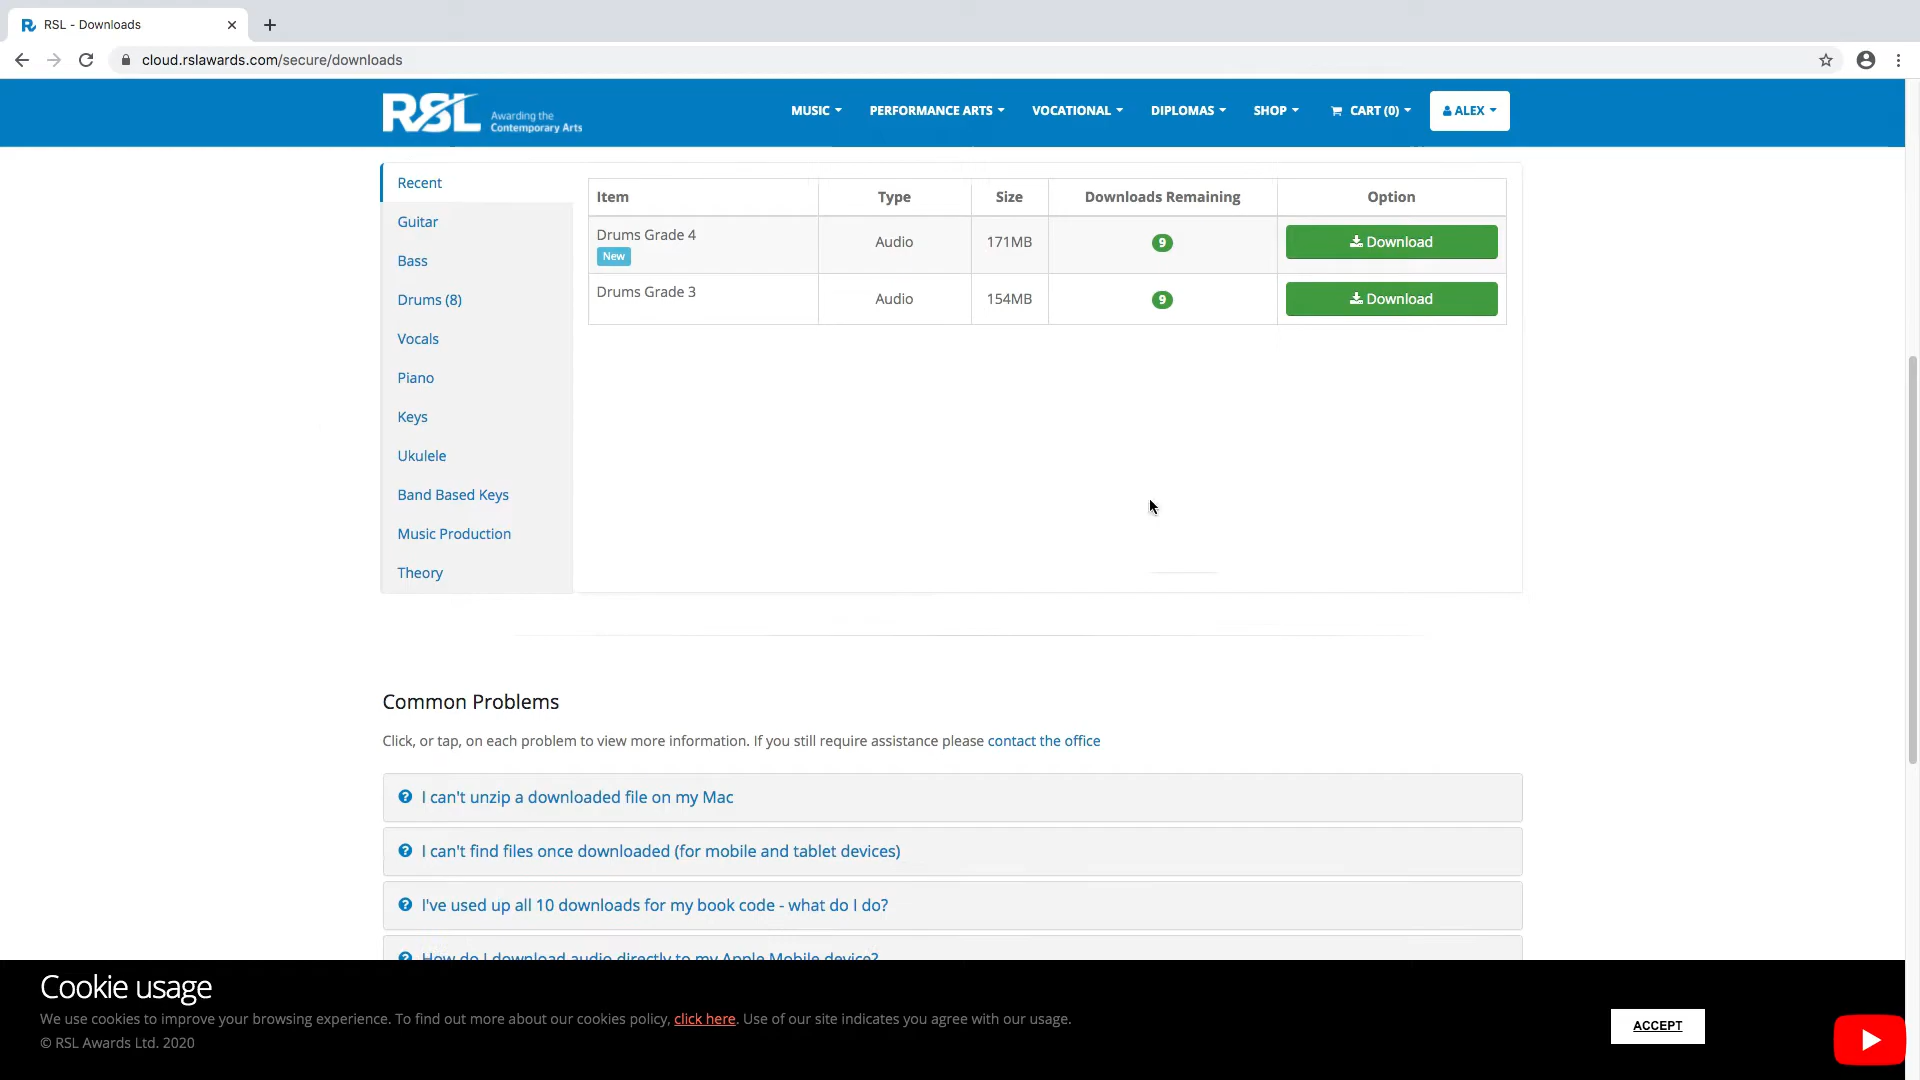 RSL - Downloads
cloud.rslawards.com/secure/downloads
RSL Awarding the Contemporary Arts
MUSIC PERFORMANCE ARTS VOCATIONAL DIPLOMAS SHOP CART (0) ALEX
Recent
Guitar
Bass
Drums (8)
Vocals
Piano
Keys
Ukulele
Band Based Keys
Music Production
Theory
Item Type Size Downloads Remaining Option
Drums Grade 4 Audio 171MB 9 Download
New
Drums Grade 3 Audio 154MB 9 Download
Common Problems
Click, or tap, on each problem to view more information. If you still require assistance please contact the office
I can't unzip a downloaded file on my Mac
I can't find files once downloaded (for mobile and tablet devices)
I've used up all 10 downloads for my book code - what do I do?
How do I download audio directly to my Apple Mobile device?
Cookie usage
We use cookies to improve your browsing experience. To find out more about our cookies policy, click here. Use of our site indicates you agree with our usage.
ACCEPT
© RSL Awards Ltd. 2020